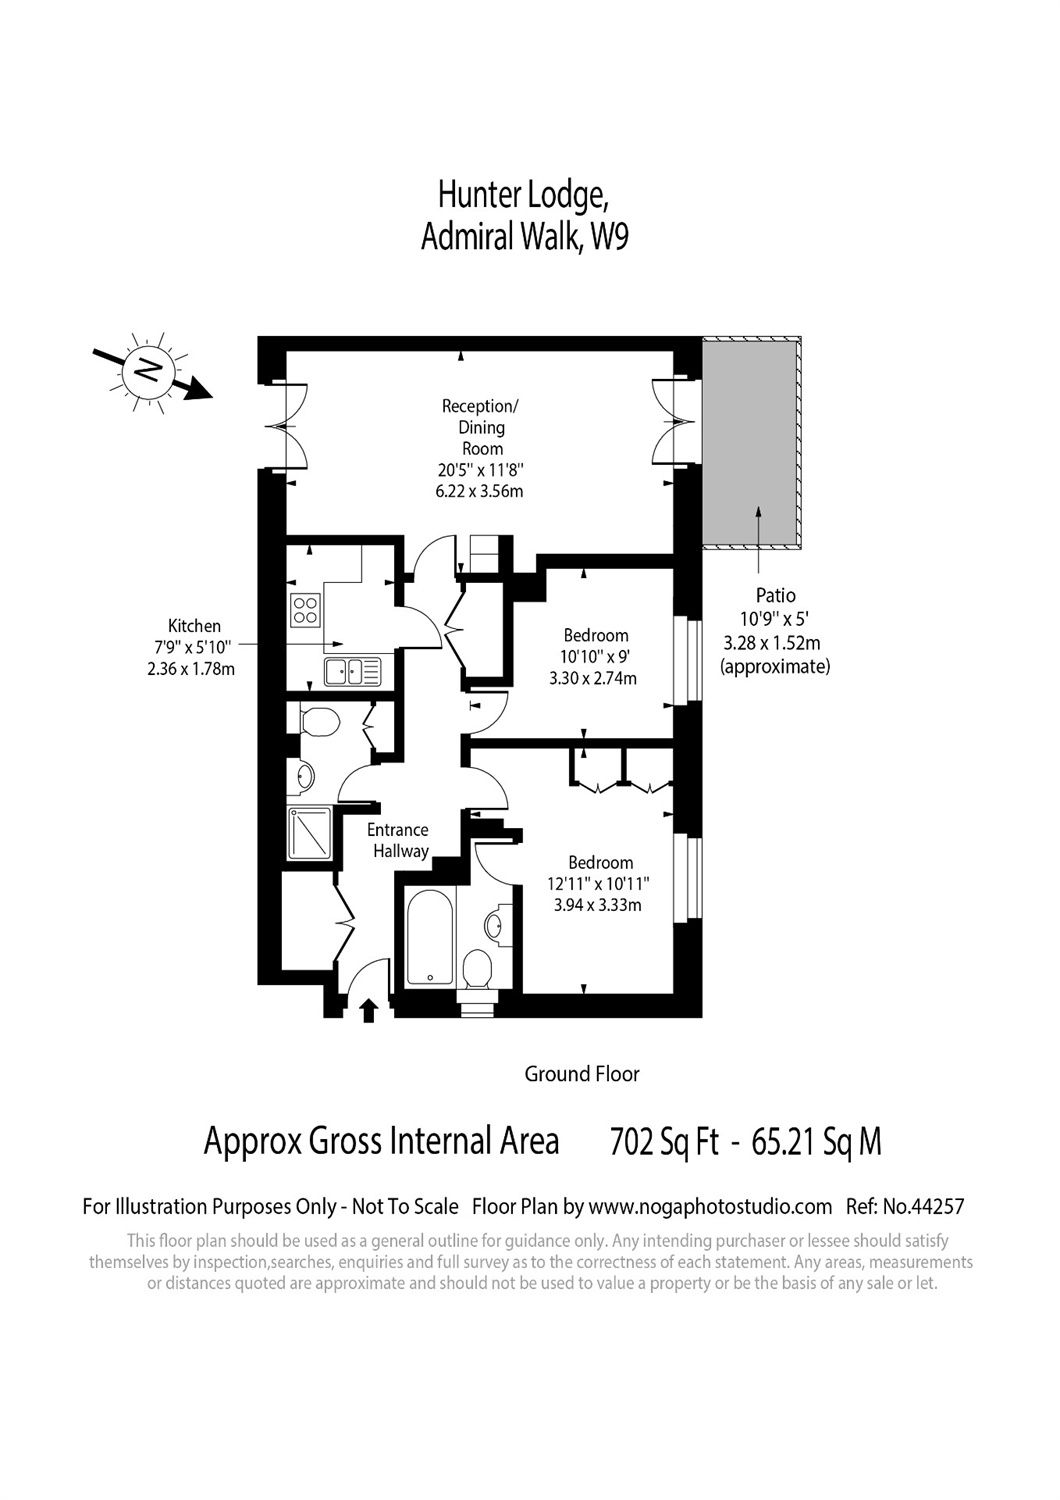 Hunter Lodge,
Admiral Walk, W9
N
Reception/
Dining
Room
20'5'' x 11'8''
6.22 x 3.56m
Kitchen
7'9'' x 5'10''
2.36 x 1.78m
Bedroom
10'10'' x 9'
3.30 x 2.74m
Patio
10'9'' x 5'
3.28 x 1.52m
(approximate)
Entrance
Hallway
Bedroom
12'11'' x 10'11''
3.94 x 3.33m
Ground Floor
Approx Gross Internal Area 702 Sq Ft - 65.21 Sq M
For Illustration Purposes Only - Not To Scale Floor Plan by www.nogaphotostudio.com Ref: No.44257
This floor plan should be used as a general outline for guidance only. Any intending purchaser or lessee should satisfy
themselves by inspection,searches, enquiries and full survey as to the correctness of each statement. Any areas, measurements
or distances quoted are approximate and should not be used to value a property or be the basis of any sale or let.